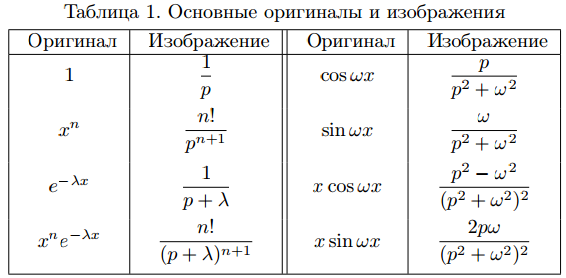 Таблица 1. Основные оригиналы и изображения
Оригинал | Изображение | Оригинал | Изображение
1 | \frac{1}{p} | \cos \omega x | \frac{p}{p^2 + \omega^2}
x^n | \frac{n!}{p^{n+1}} | \sin \omega x | \frac{\omega}{p^2 + \omega^2}
e^{-\lambda x} | \frac{1}{p + \lambda} | x \cos \omega x | \frac{p^2 - \omega^2}{(p^2 + \omega^2)^2}
x^n e^{-\lambda x} | \frac{n!}{(p + \lambda)^{n+1}} | x \sin \omega x | \frac{2p\omega}{(p^2 + \omega^2)^2}